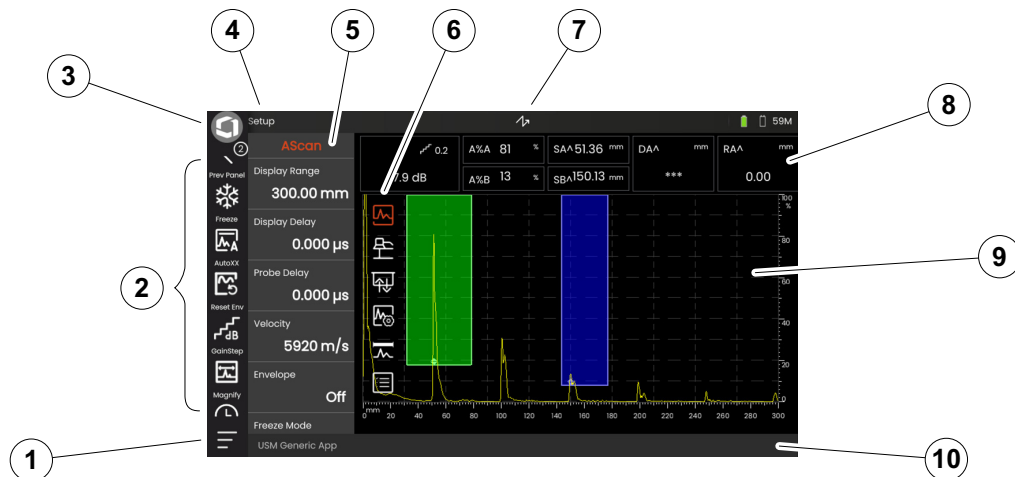 4
5
6
7
3
8
Setup
59M
2
AScan
0.2
A%A 81 %
SA^51.36 mm
DA^ mm
RA^ mm
7.9 dB
A%B 13 %
SB^150.13 mm
***
0.00
Prev Panel
Display Range
300.00 mm
Freeze
Display Delay
0.000 µs
AutoXX
Probe Delay
0.000 µs
Reset Env
Velocity
5920 m/s
dB
GainStep
Envelope
Off
Magnify
Freeze Mode
100
%
80
60
40
20
0
0 mm 20 40 60 80 100 120 140 160 180 200 220 240 260 280 300
USM Generic App
2
9
1
10